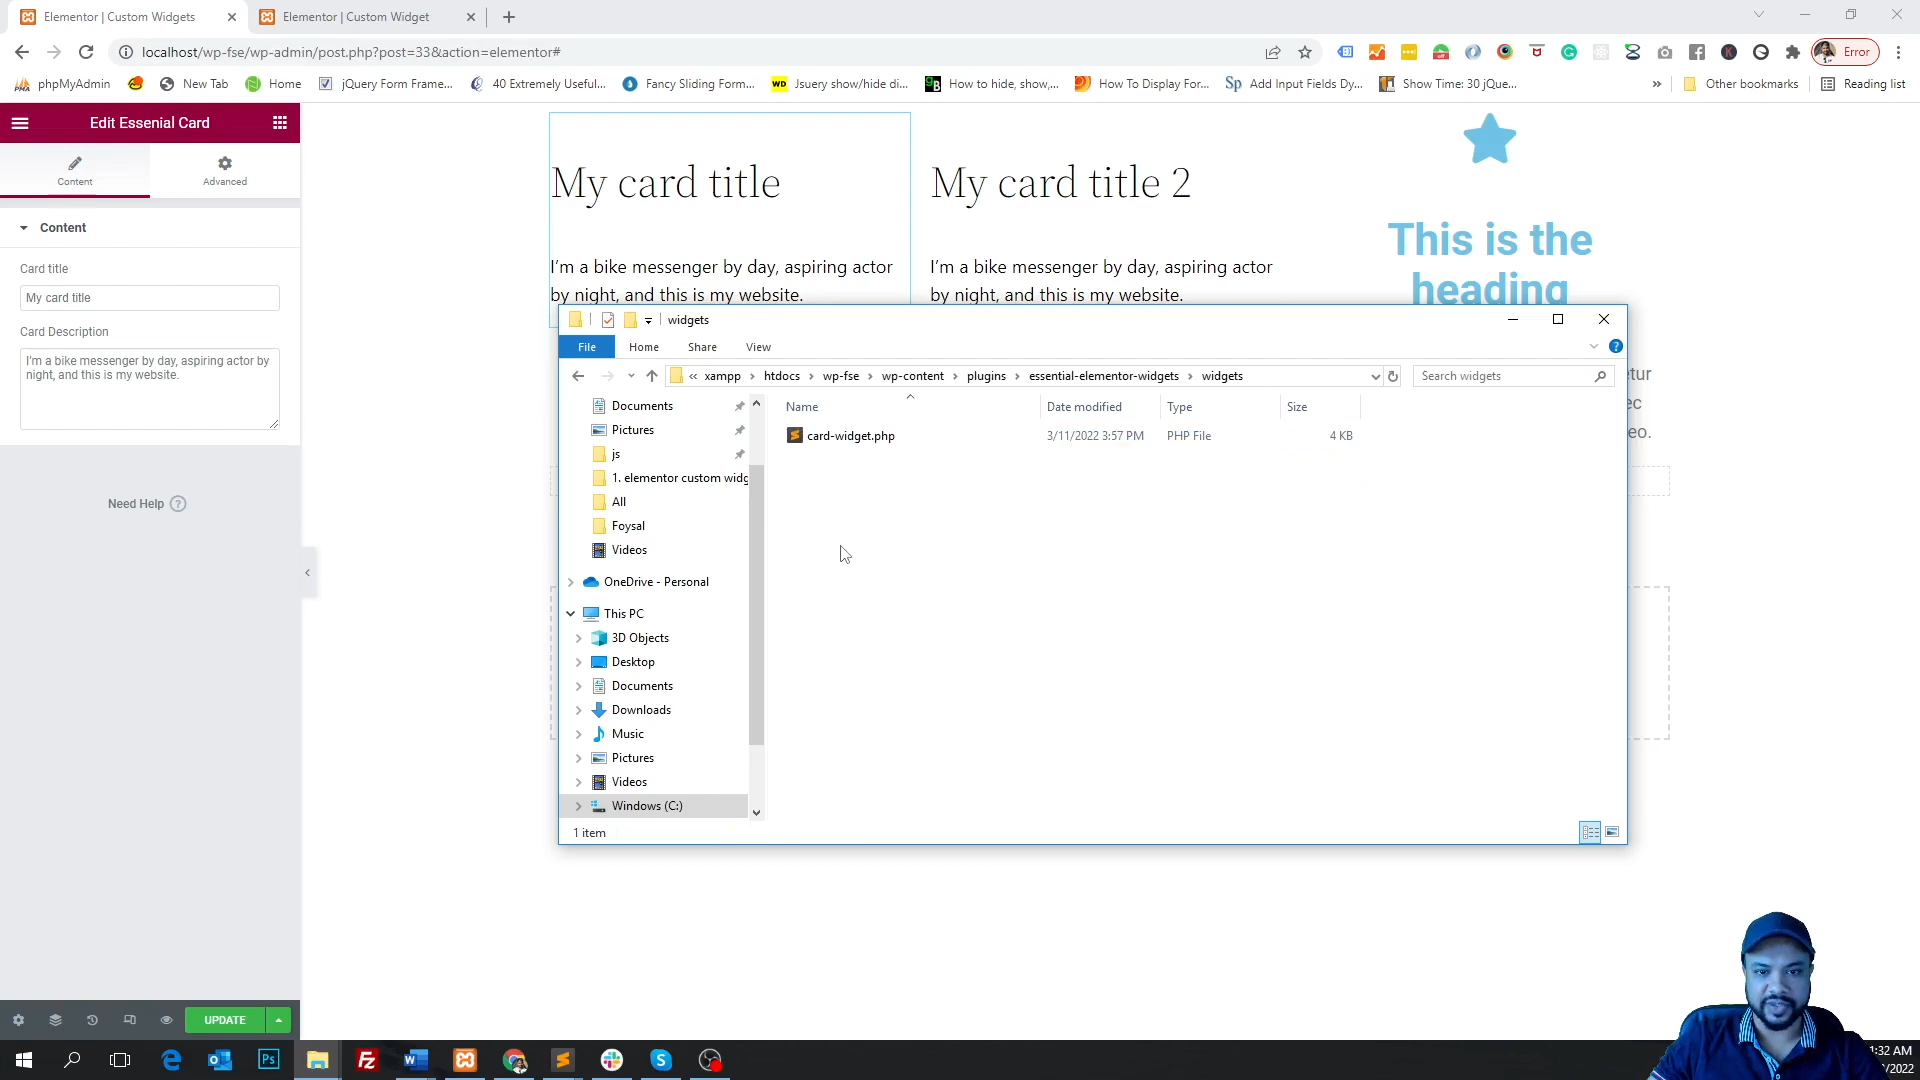 Elementor | Custom Widgets
Elementor | Custom Widget
localhost/wp-fse/wp-admin/post.php?post=33&action=elementor#
Error
phpMyAdmin
New Tab
Home
jQuery Form Frame...
40 Extremely Useful...
Fancy Sliding Form...
WD Jsuery show/hide di...
How to hide, show,...
How To Display For...
Sp Add Input Fields Dy...
Show Time: 30 jQue...
Other bookmarks
Reading list
Edit Essenial Card
Content
Advanced
Content
Card title
My card title
Card Description
I'm a bike messenger by day, aspiring actor by
night, and this is my website.
Need Help
UPDATE
My card title
I'm a bike messenger by day, aspiring actor
by night, and this is my website.
My card title 2
I'm a bike messenger by day, aspiring actor
by night, and this is my website.
This is the
heading
etur
ec
eo.
widgets
File
Home
Share
View
« xampp › htdocs › wp-fse › wp-content › plugins › essential-elementor-widgets › widgets
Search widgets
Name
Date modified
Type
Size
card-widget.php
3/11/2022 3:57 PM
PHP File
4 KB
Documents
Pictures
js
1. elementor custom widg
All
Foysal
Videos
OneDrive - Personal
This PC
3D Objects
Desktop
Documents
Downloads
Music
Pictures
Videos
Windows (C:)
1 item
:32 AM
/2022